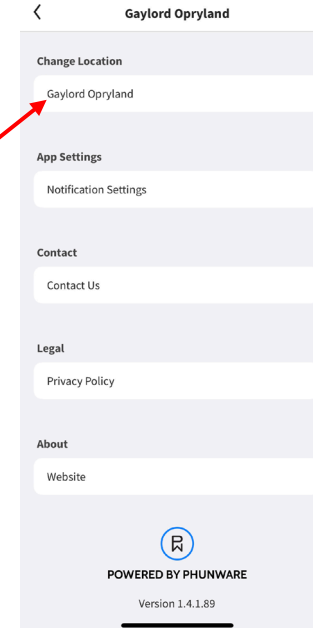 Gaylord Opryland
Change Location
Gaylord Opryland
App Settings
Notification Settings
Contact
Contact Us
Legal
Privacy Policy
About
Website
POWERED BY PHUNWARE
Version 1.4.1.89